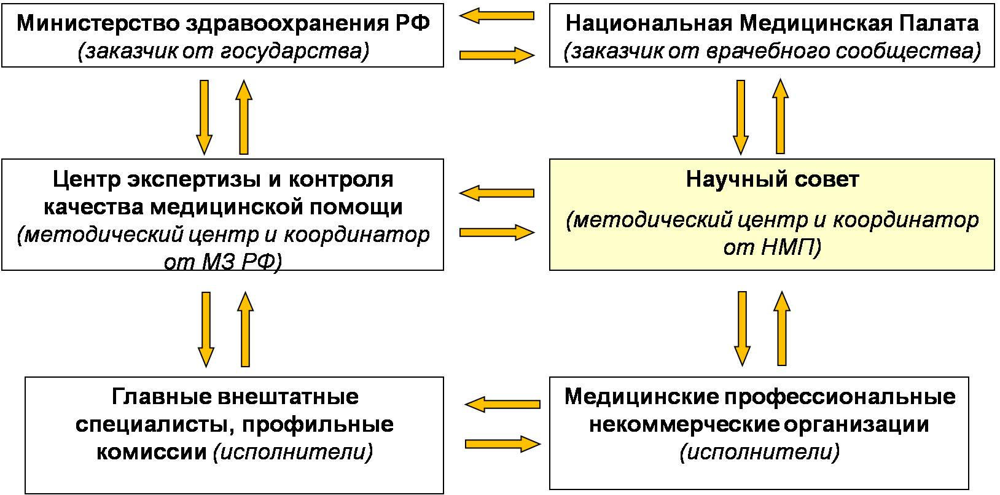 Министерство здравоохранения РФ
(заказчик от государства)
Национальная Медицинская Палата
(заказчик от врачебного сообщества)
Центр экспертизы и контроля
качества медицинской помощи
(методический центр и координатор
от МЗ РФ)
Научный совет
(методический центр и координатор
от НМП)
Главные внештатные
специалисты, профильные
комиссии (исполнители)
Медицинские профессиональные
некоммерческие организации
(исполнители)